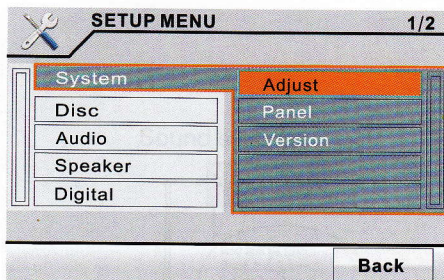 SETUP MENU 1/2
System
Disc
Audio
Speaker
Digital
Adjust
Panel
Version
Back